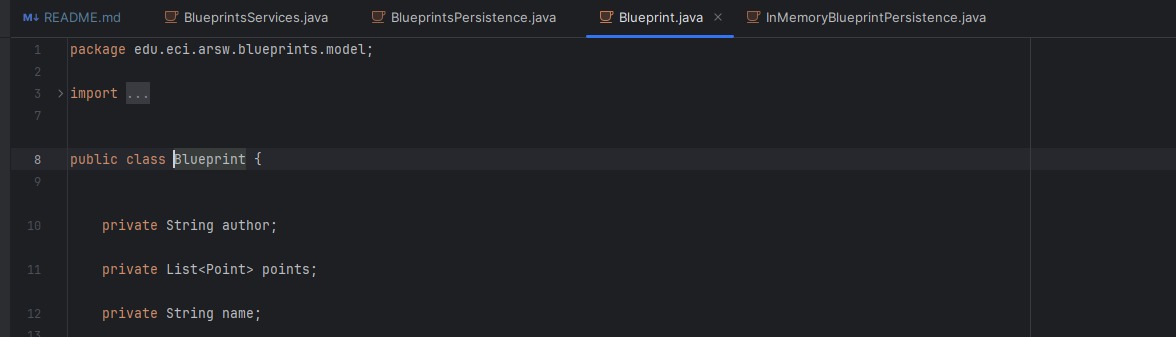 M↓ README.md BlueprintsServices.java BlueprintsPersistence.java Blueprint.java × InMemoryBlueprintPersistence.java
1 package edu.eci.arsw.blueprints.model;
2
3 import ...
7
8 public class Blueprint {
9
10 private String author;
11 private List<Point> points;
12 private String name;
13